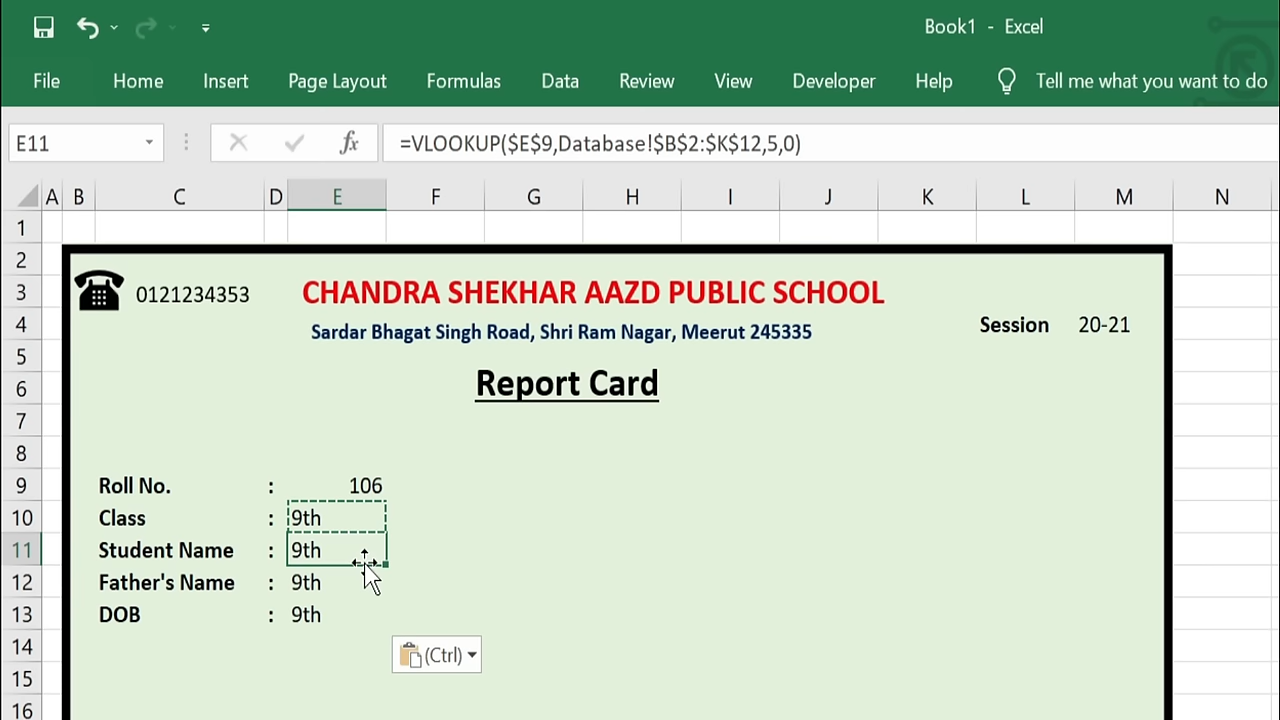 Book1 - Excel
File Home Insert Page Layout Formulas Data Review View Developer Help Tell me what you want to do
E11 fx =VLOOKUP($E$9,Database!$B$2:$K$12,5,0)
A B C D E F G H I J K L M N
1
2
3 0121234353 CHANDRA SHEKHAR AAZD PUBLIC SCHOOL
4 Sardar Bhagat Singh Road, Shri Ram Nagar, Meerut 245335 Session 20-21
5
6 Report Card
7
8
9 Roll No. : 106
10 Class : 9th
11 Student Name : 9th
12 Father's Name : 9th
13 DOB : 9th
14 (Ctrl)
15
16